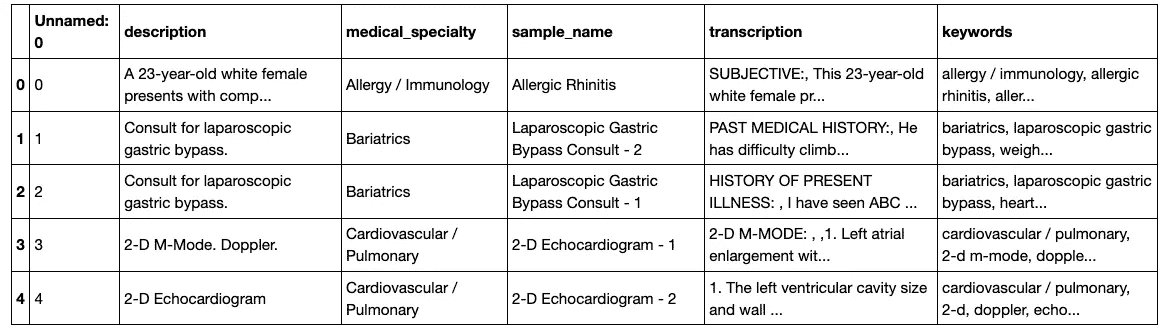 Unnamed: 0 description medical_specialty sample_name transcription keywords
0 0 A 23-year-old white female presents with comp... Allergy / Immunology Allergic Rhinitis SUBJECTIVE:, This 23-year-old white female pr... allergy / immunology, allergic rhinitis, aller...
1 1 Consult for laparoscopic gastric bypass. Bariatrics Laparoscopic Gastric Bypass Consult - 2 PAST MEDICAL HISTORY:, He has difficulty climb... bariatrics, laparoscopic gastric bypass, weigh...
2 2 Consult for laparoscopic gastric bypass. Bariatrics Laparoscopic Gastric Bypass Consult - 1 HISTORY OF PRESENT ILLNESS: , I have seen ABC ... bariatrics, laparoscopic gastric bypass, heart...
3 3 2-D M-Mode. Doppler. Cardiovascular / Pulmonary 2-D Echocardiogram - 1 2-D M-MODE: , ,1. Left atrial enlargement wit... cardiovascular / pulmonary, 2-d m-mode, dopple...
4 4 2-D Echocardiogram Cardiovascular / Pulmonary 2-D Echocardiogram - 2 1. The left ventricular cavity size and wall ... cardiovascular / pulmonary, 2-d, doppler, echo...